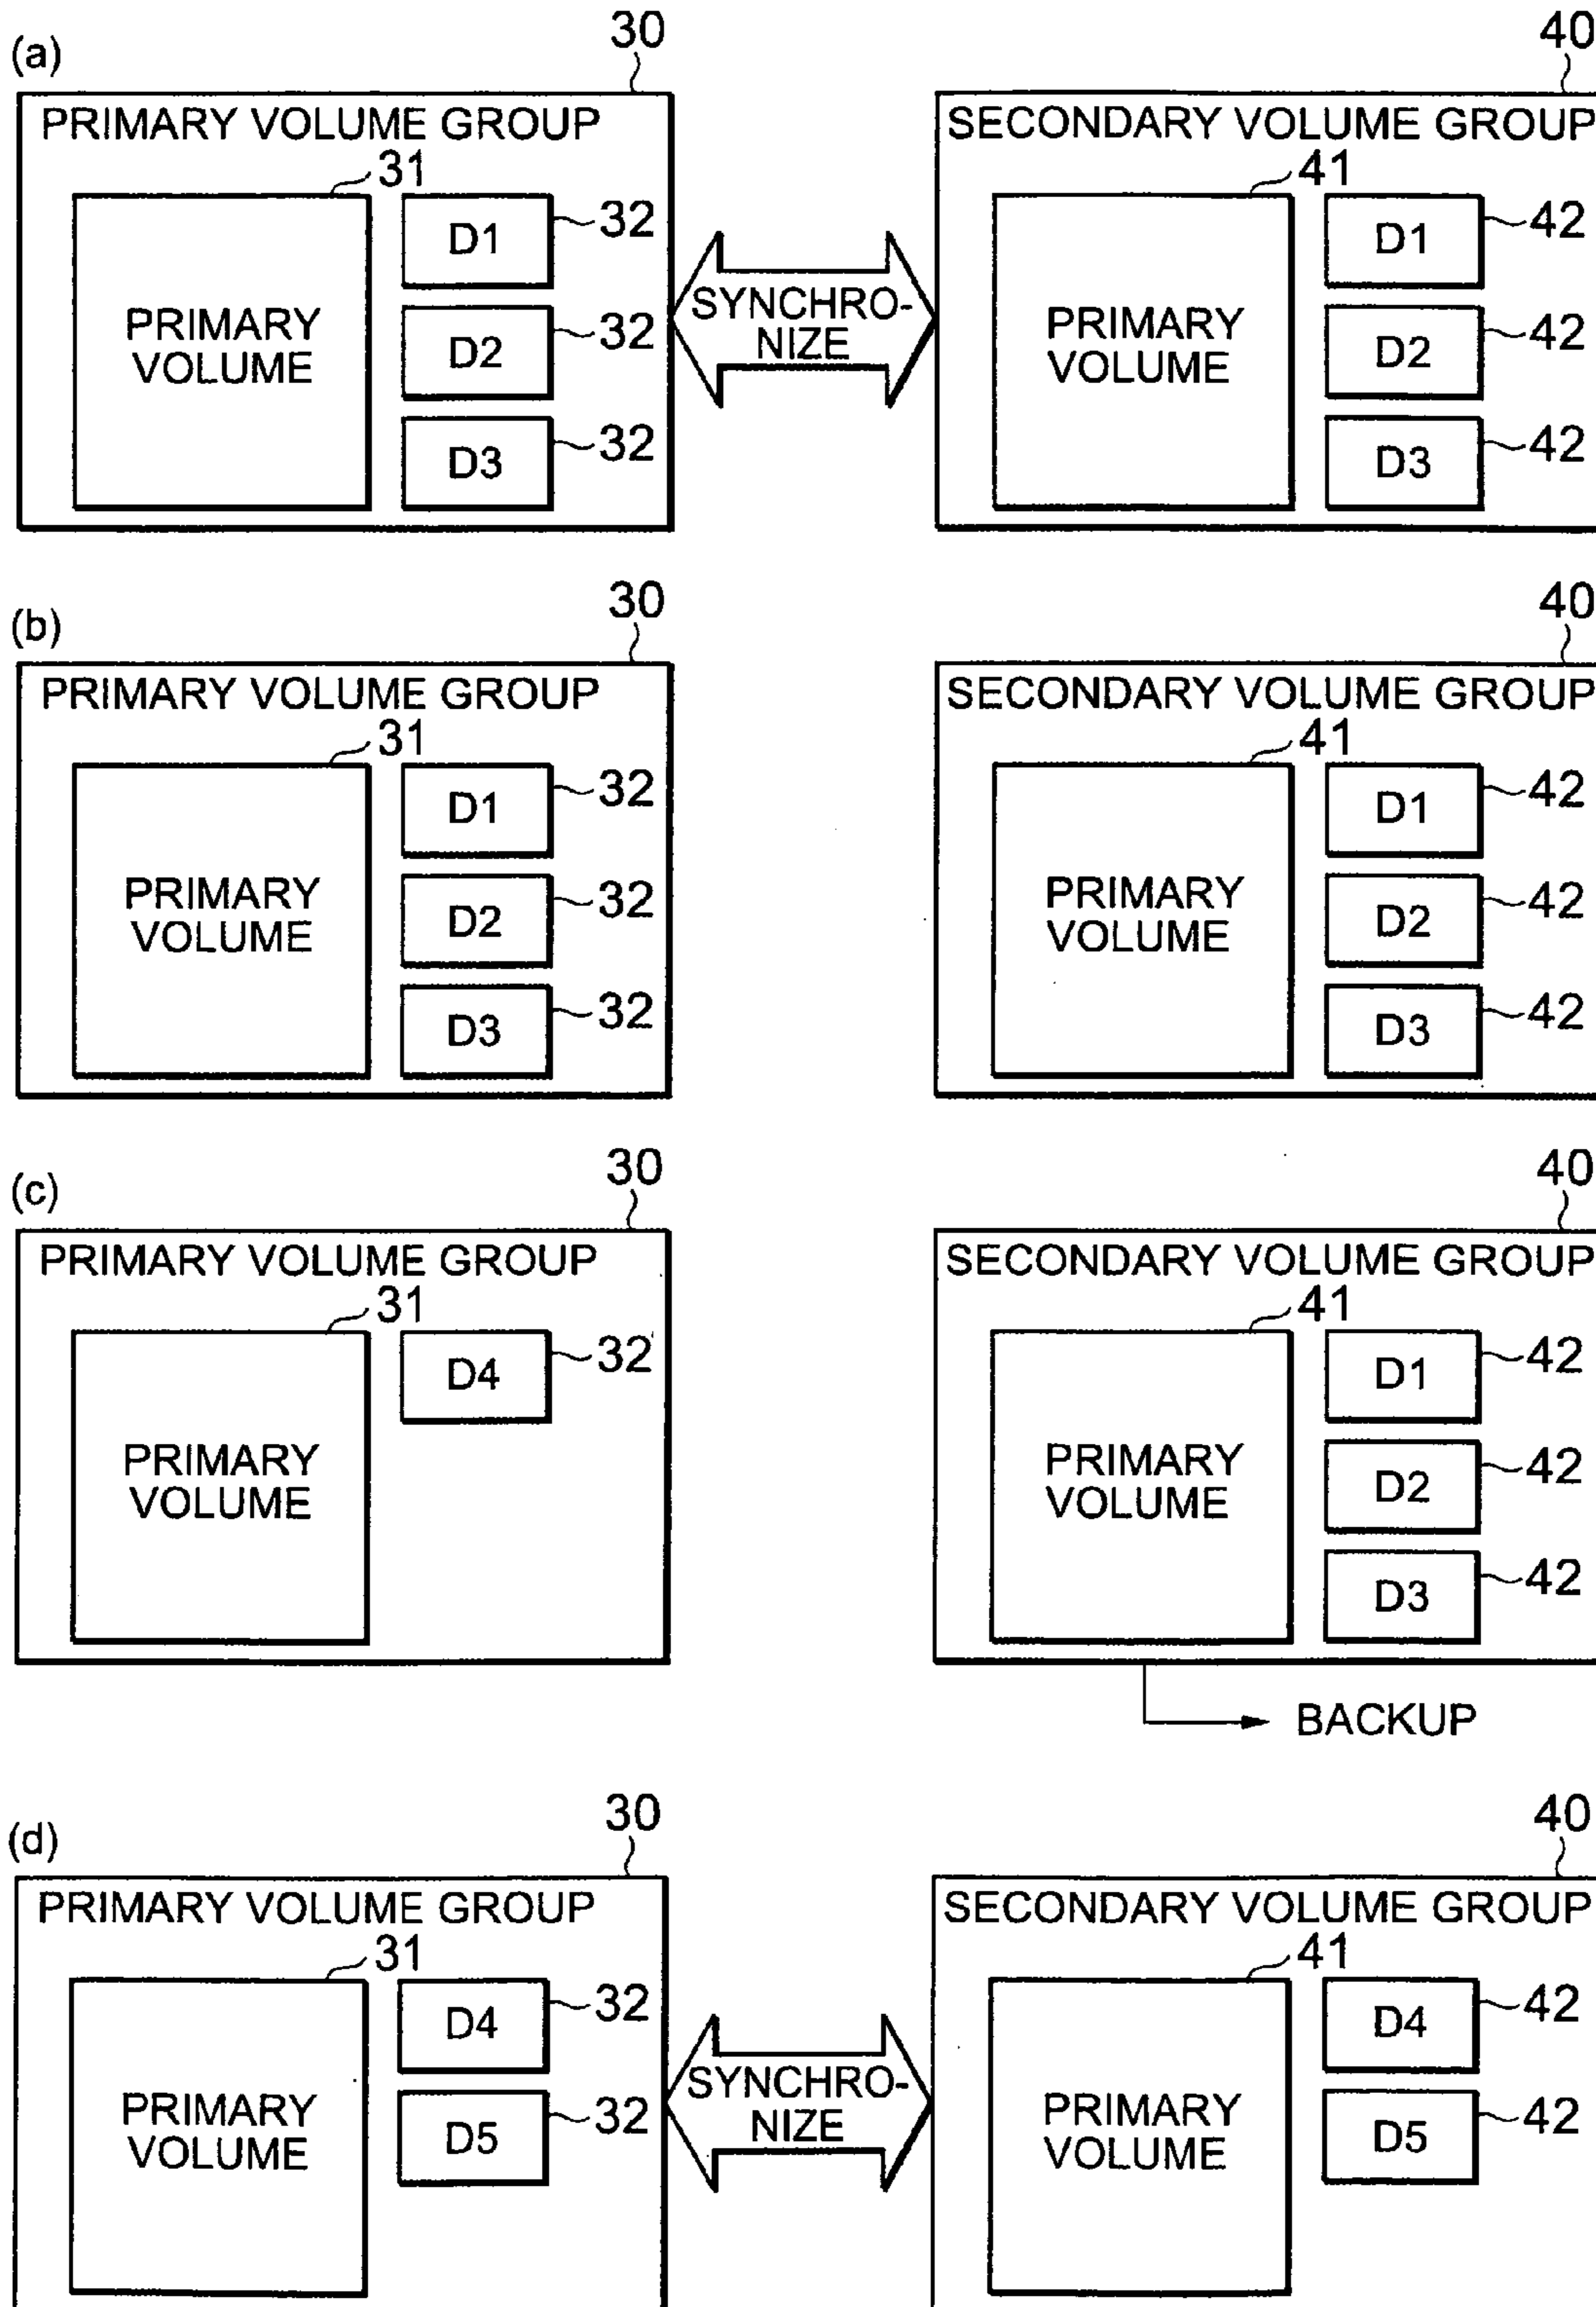 (a)
30
40
PRIMARY VOLUME GROUP
SECONDARY VOLUME GROUP
31
41
PRIMARY
VOLUME
D1
32
D2
32
D3
32
SYNCHRO-
NIZE
PRIMARY
VOLUME
D1
42
D2
42
D3
42
(b)
30
40
PRIMARY VOLUME GROUP
SECONDARY VOLUME GROUP
31
41
PRIMARY
VOLUME
D1
32
D2
32
D3
32
PRIMARY
VOLUME
D1
42
D2
42
D3
42
(c)
30
40
PRIMARY VOLUME GROUP
SECONDARY VOLUME GROUP
31
41
PRIMARY
VOLUME
D4
32
PRIMARY
VOLUME
D1
42
D2
42
D3
42
BACKUP
(d)
30
40
PRIMARY VOLUME GROUP
SECONDARY VOLUME GROUP
31
41
PRIMARY
VOLUME
D4
32
D5
32
SYNCHRO-
NIZE
PRIMARY
VOLUME
D4
42
D5
42